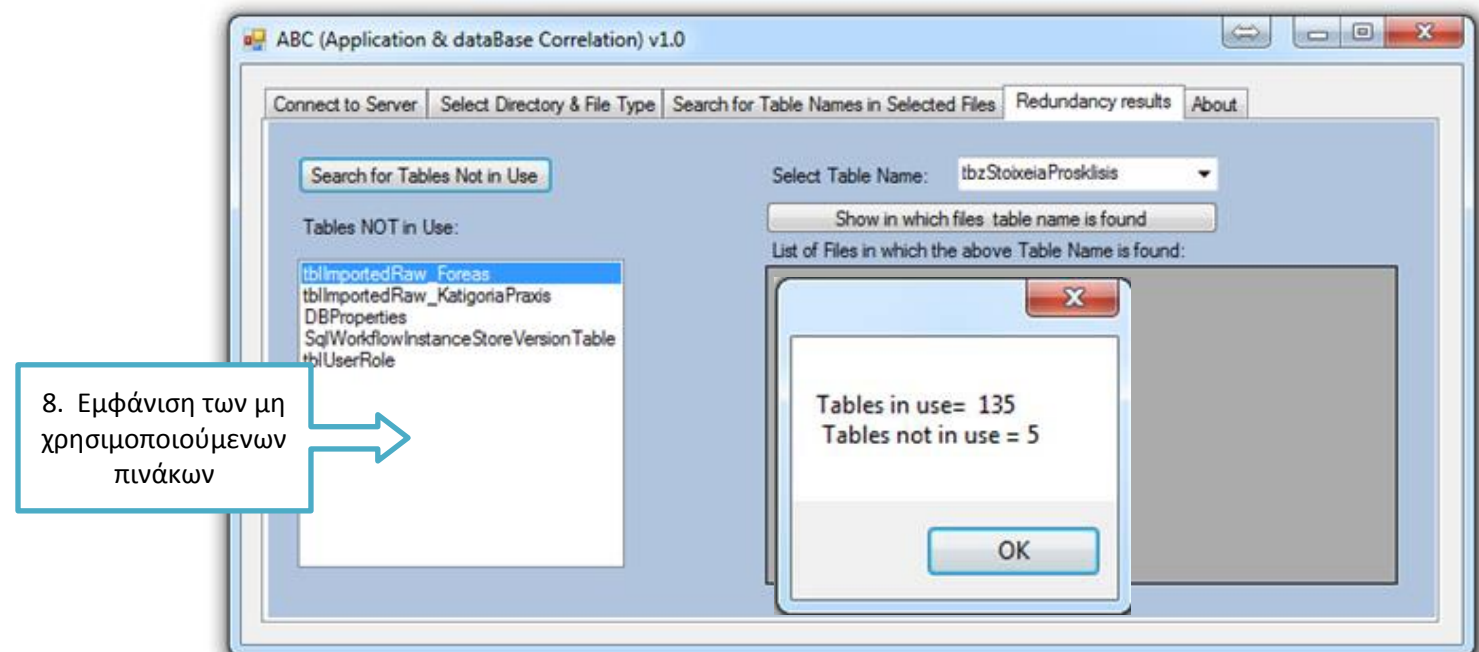 ABC (Application & dataBase Correlation) v1.0
Connect to Server
Select Directory & File Type
Search for Table Names in Selected Files
Redundancy results
About
Search for Tables Not in Use
Tables NOT in Use:
tblImportedRaw_Foreas
tblImportedRaw_KatigoriaPraxis
DBProperties
SqlWorkflowInstanceStoreVersionTable
tblUserRole
8. Εμφάνιση των μη
χρησιμοποιούμενων
πινάκων
Select Table Name:
tbzStoixeiaProsklisis
Show in which files table name is found
List of Files in which the above Table Name is found:
Tables in use= 135
Tables not in use = 5
OK